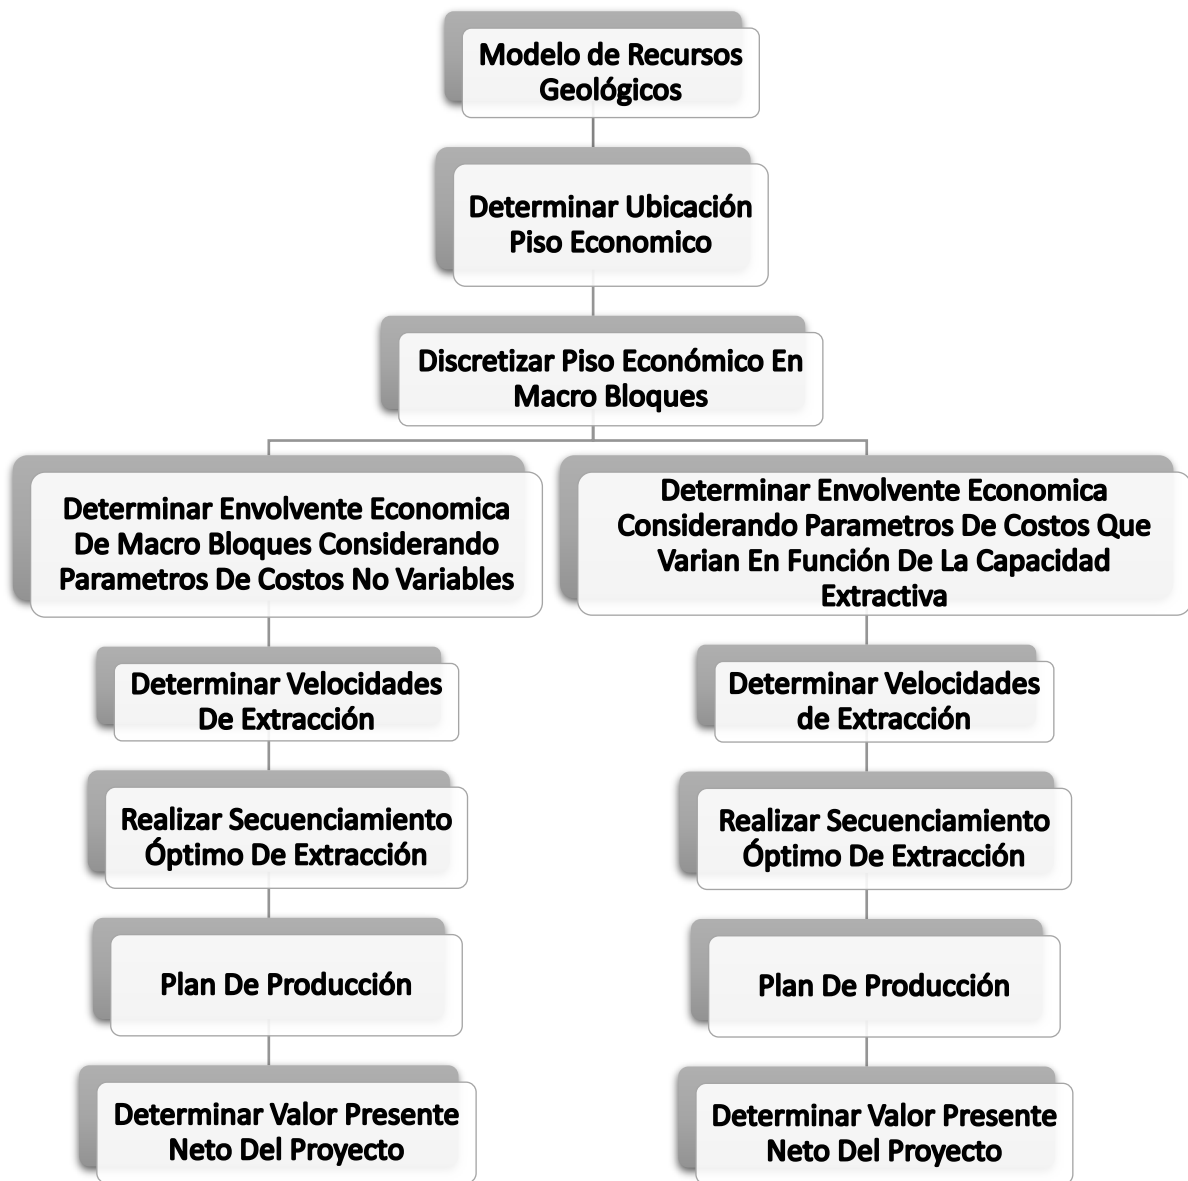 Modelo de Recursos
Geológicos
Determinar Ubicación
Piso Economico
Discretizar Piso Económico En
Macro Bloques
Determinar Envolvente Economica
De Macro Bloques Considerando
Parametros De Costos No Variables
Determinar Envolvente Economica
Considerando Parametros De Costos Que
Varian En Función De La Capacidad
Extractiva
Determinar Velocidades
De Extracción
Determinar Velocidades
de Extracción
Realizar Secuenciamiento
Óptimo De Extracción
Realizar Secuenciamiento
Óptimo De Extracción
Plan De Producción
Plan De Producción
Determinar Valor Presente
Neto Del Proyecto
Determinar Valor Presente
Neto Del Proyecto